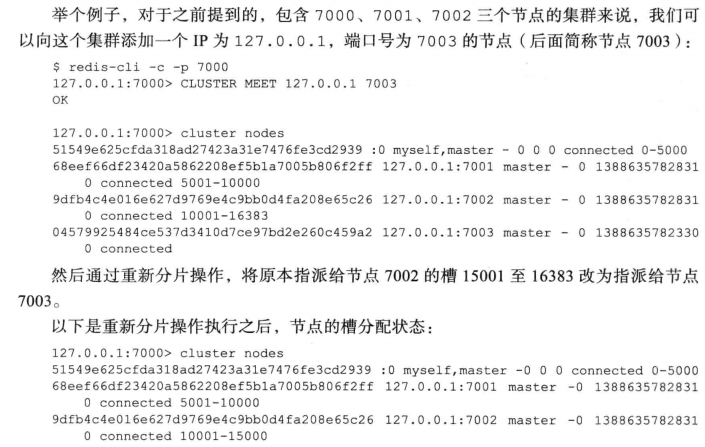 举个例子，对于之前提到的，包含 7000、7001、7002 三个节点的集群来说，我们可
以向这个集群添加一个 IP 为 127.0.0.1，端口号为 7003 的节点（后面简称节点 7003）：
$ redis-cli -c -p 7000
127.0.0.1:7000> CLUSTER MEET 127.0.0.1 7003
OK
127.0.0.1:7000> cluster nodes
51549e625cfda318ad27423a31e7476fe3cd2939 :0 myself,master - 0 0 0 connected 0-5000
68eef66df23420a5862208ef5b1a7005b806f2ff 127.0.0.1:7001 master - 0 1388635782831
0 connected 5001-10000
9dfb4c4e016e627d9769e4c9bb0d4fa208e65c26 127.0.0.1:7002 master - 0 1388635782831
0 connected 10001-16383
04579925484ce537d3410d7ce97bd2e260c459a2 127.0.0.1:7003 master - 0 1388635782330
0 connected
然后通过重新分片操作，将原本指派给节点 7002 的槽 15001 至 16383 改为指派给节点
7003。
以下是重新分片操作执行之后，节点的槽分配状态：
127.0.0.1:7000> cluster nodes
51549e625cfda318ad27423a31e7476fe3cd2939 :0 myself,master -0 0 0 connected 0-5000
68eef66df23420a5862208ef5b1a7005b806f2ff 127.0.0.1:7001 master -0 1388635782831
0 connected 5001-10000
9dfb4c4e016e627d9769e4c9bb0d4fa208e65c26 127.0.0.1:7002 master -0 1388635782831
0 connected 10001-15000